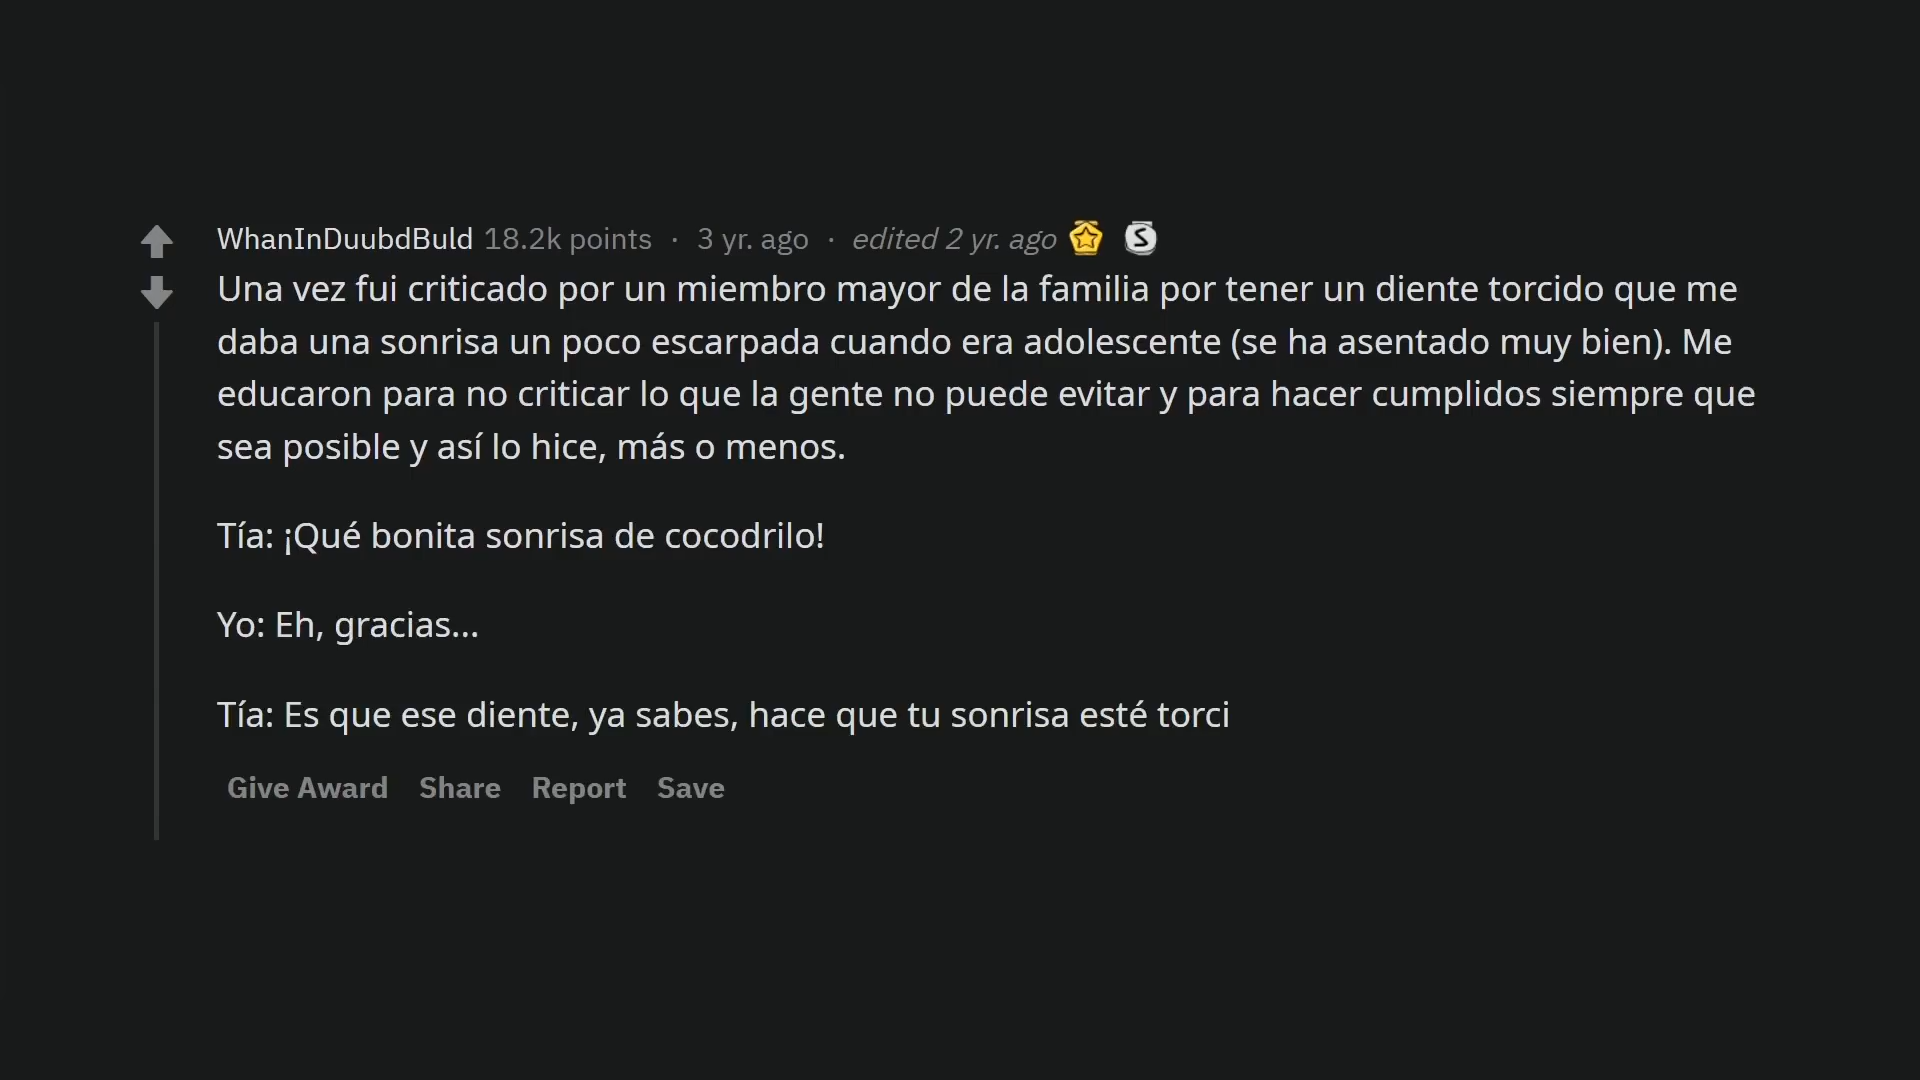 WhanInDuubdBuld 18.2k points · 3 yr. ago · edited 2 yr. ago
Una vez fui criticado por un miembro mayor de la familia por tener un diente torcido que me
daba una sonrisa un poco escarpada cuando era adolescente (se ha asentado muy bien). Me
educaron para no criticar lo que la gente no puede evitar y para hacer cumplidos siempre que
sea posible y así lo hice, más o menos.
Tía: ¡Qué bonita sonrisa de cocodrilo!
Yo: Eh, gracias...
Tía: Es que ese diente, ya sabes, hace que tu sonrisa esté torci
Give Award Share Report Save